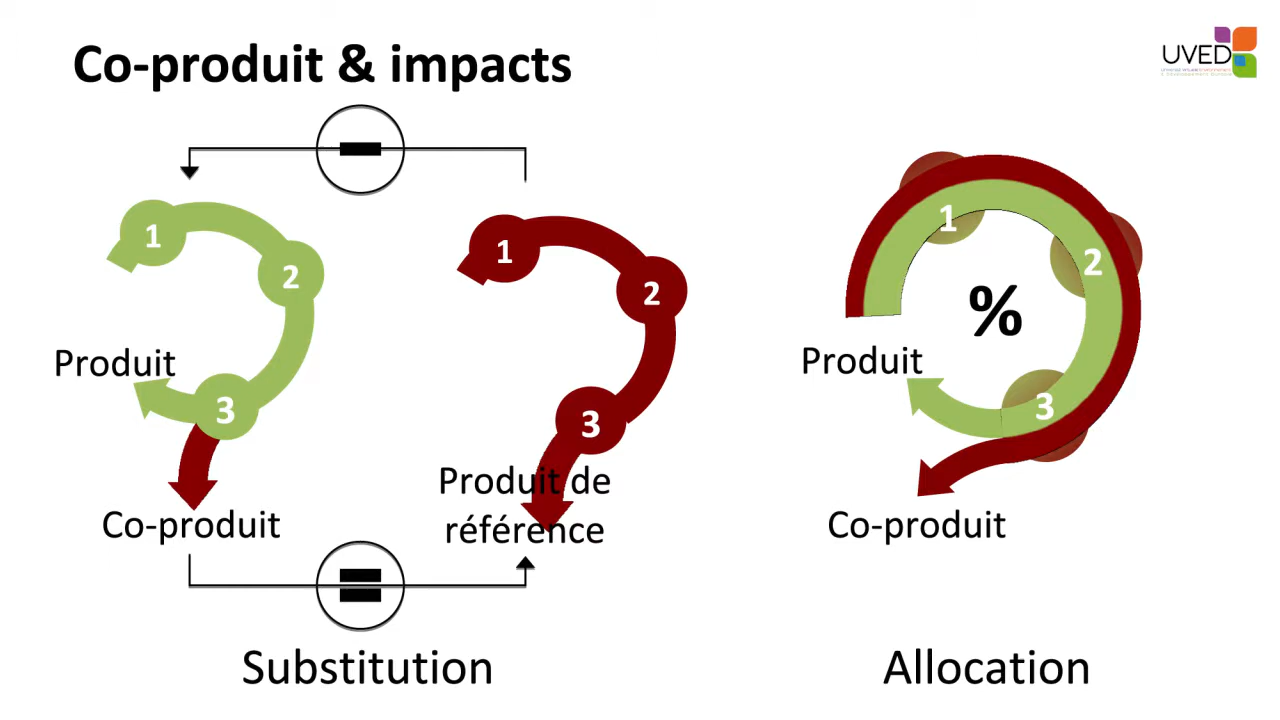 Co-produit & impacts
UVED
1
2
3
Produit
Co-produit
1
2
3
Produit de
référence
Substitution
1
2
3
%
Produit
Co-produit
Allocation